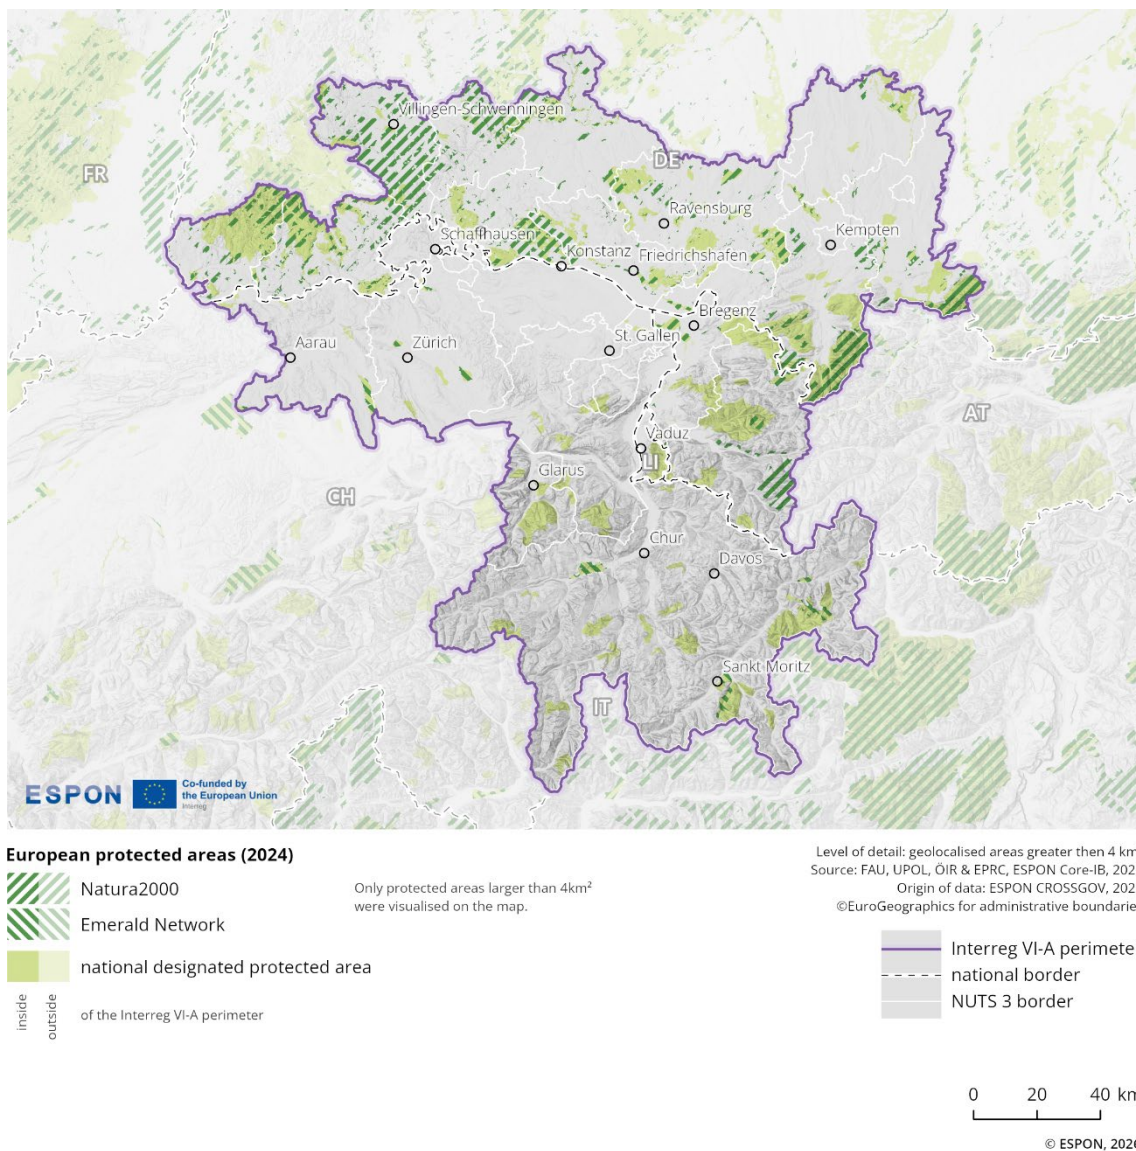 Villingen-Schwenningen
FR
DE
Ravensburg
Schaffhausen
Kempten
Konstanz
Friedrichshafen
Bregenz
Aarau
Zürich
St. Gallen
AT
Vaduz
LI
Glarus
CH
Chur
Davos
Sankt Moritz
IT
ESPON
Co-funded by
the European Union
Interreg
European protected areas (2024)
Natura2000
Emerald Network
national designated protected area
inside
outside
of the Interreg VI-A perimeter
Only protected areas larger than 4km²
were visualised on the map.
Level of detail: geolocalised areas greater then 4 km
Source: FAU, UPOL, ÖIR & EPRC, ESPON Core-IB, 202
Origin of data: ESPON CROSSGOV, 202
©EuroGeographics for administrative boundarie
Interreg VI-A perimete
national border
NUTS 3 border
0 20 40 km
© ESPON, 2026